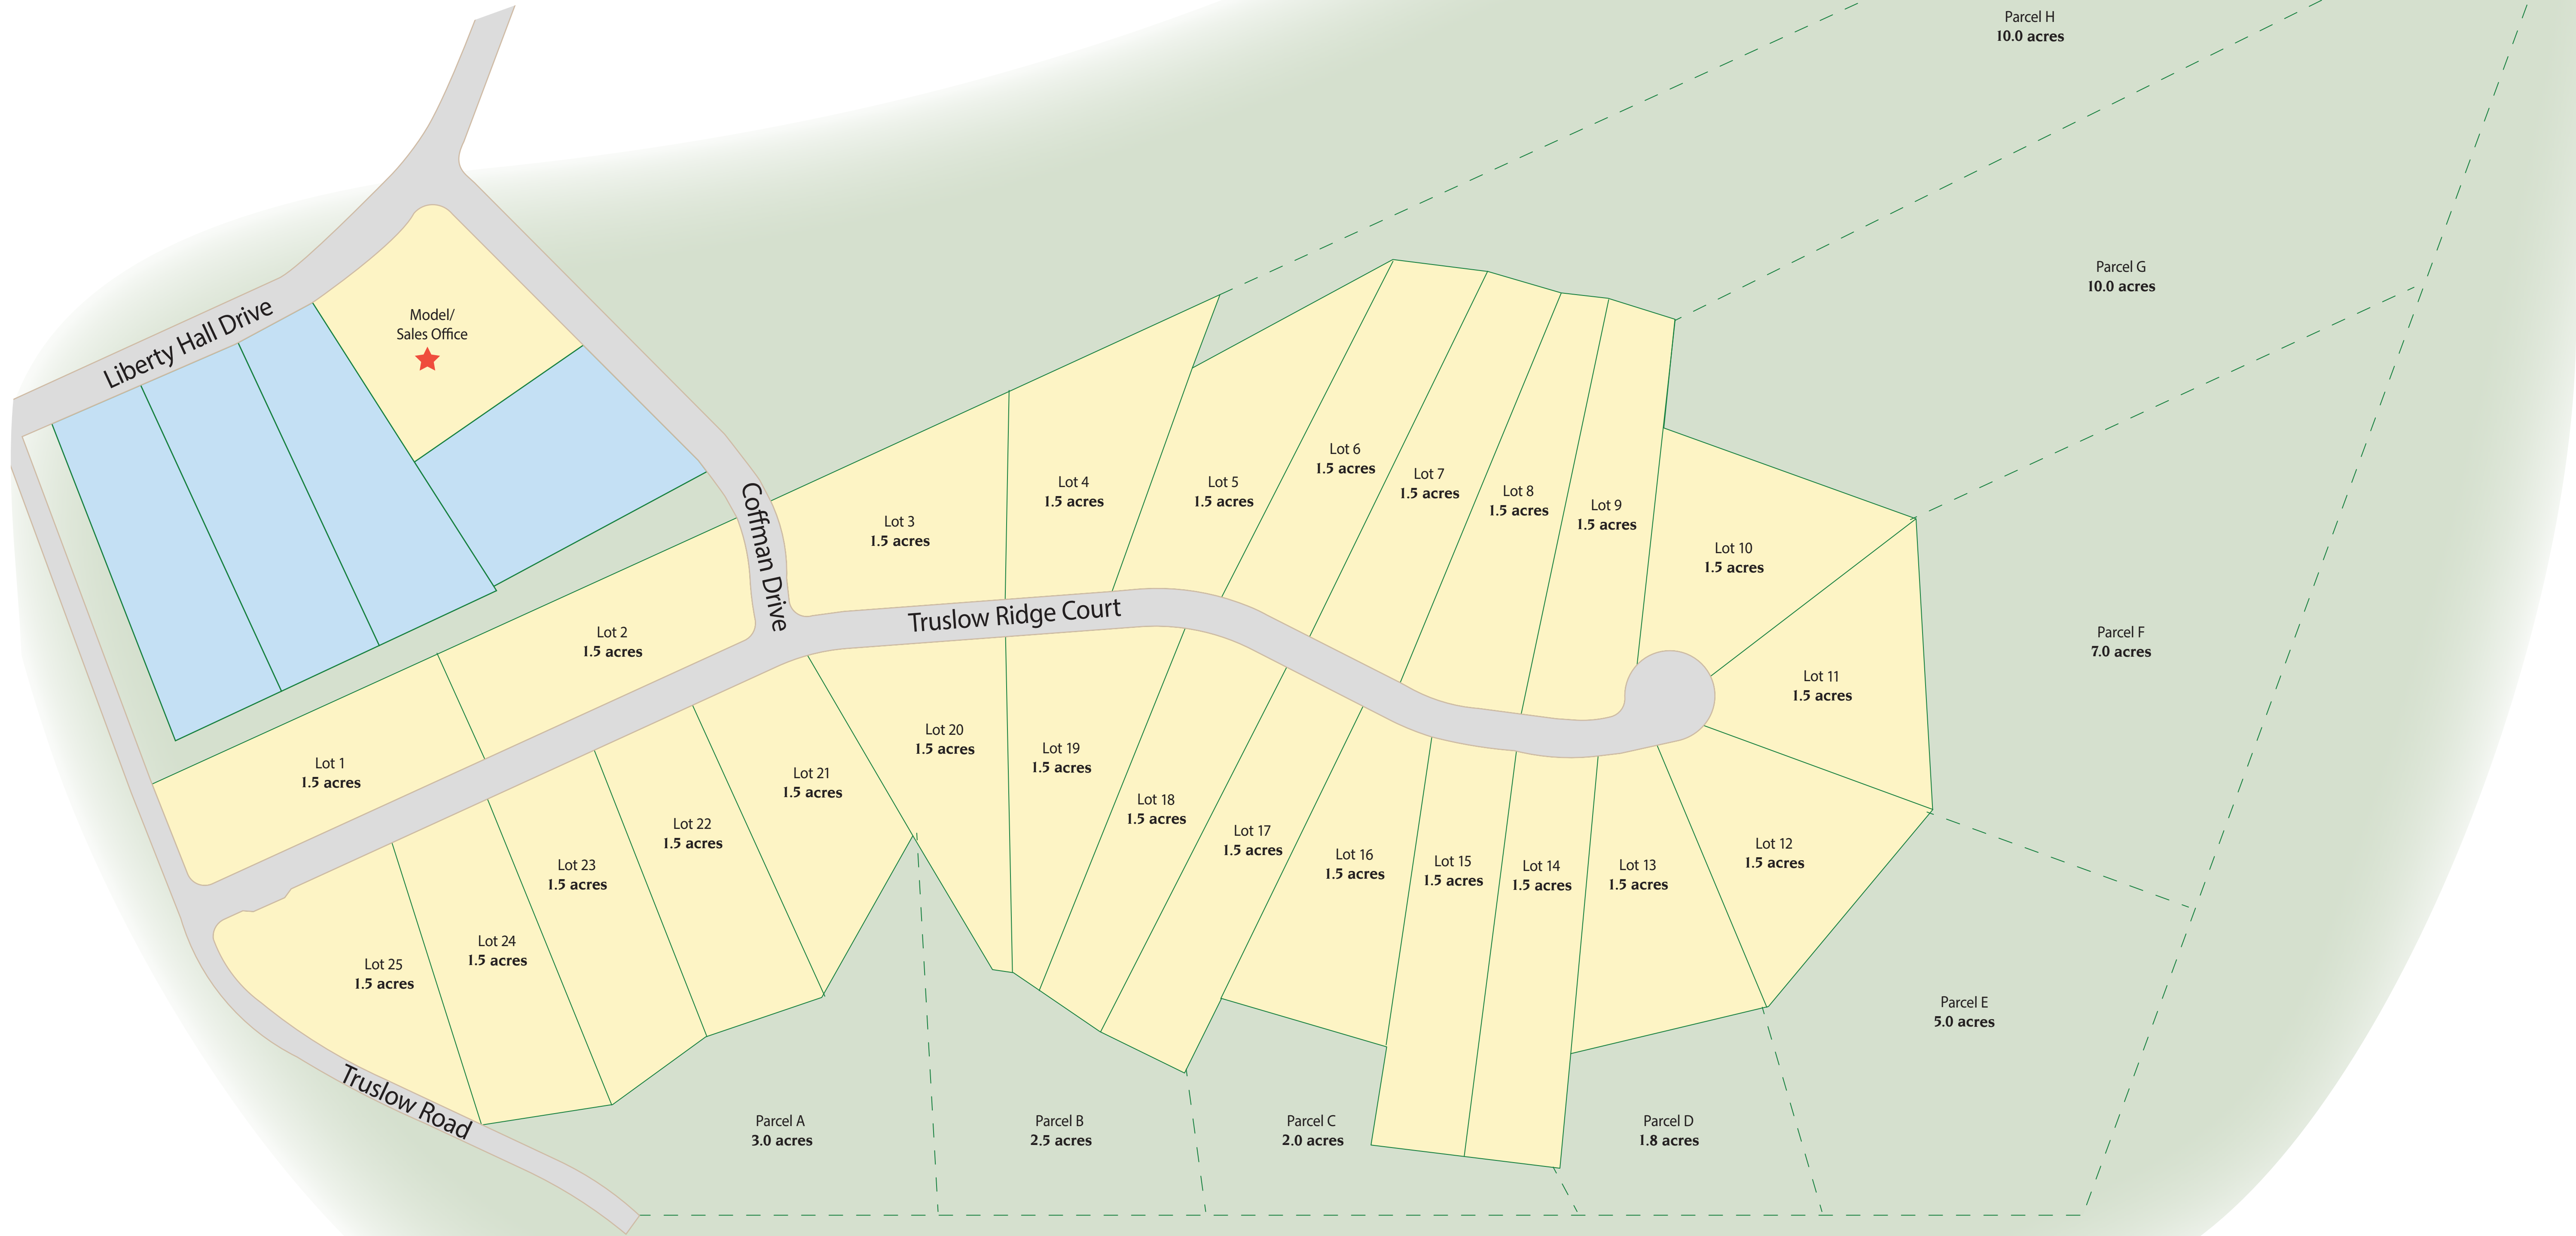 Parcel H
10.0 acres
Parcel G
10.0 acres
Model/
Sales Office
Liberty Hall Drive
Coffman Drive
Lot 3
1.5 acres
Lot 4
1.5 acres
Lot 5
1.5 acres
Lot 6
1.5 acres
Lot 7
1.5 acres
Lot 8
1.5 acres
Lot 9
1.5 acres
Lot 10
1.5 acres
Truslow Ridge Court
Lot 2
1.5 acres
Lot 1
1.5 acres
Lot 11
1.5 acres
Parcel F
7.0 acres
Lot 25
1.5 acres
Lot 24
1.5 acres
Lot 23
1.5 acres
Lot 22
1.5 acres
Lot 21
1.5 acres
Lot 20
1.5 acres
Lot 19
1.5 acres
Lot 18
1.5 acres
Lot 17
1.5 acres
Lot 16
1.5 acres
Lot 15
1.5 acres
Lot 14
1.5 acres
Lot 13
1.5 acres
Lot 12
1.5 acres
Parcel E
5.0 acres
Truslow Road
Parcel A
3.0 acres
Parcel B
2.5 acres
Parcel C
2.0 acres
Parcel D
1.8 acres